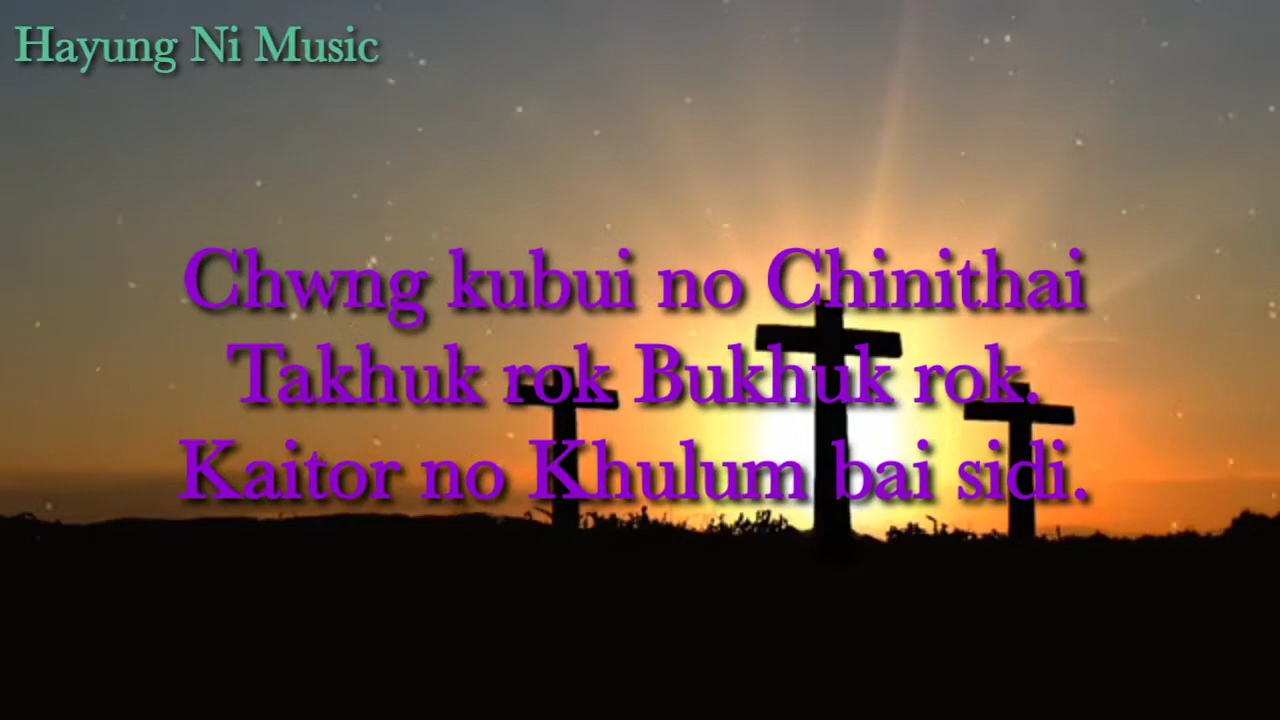 Hayung Ni Music
Chwng kubui no Chinithai
Takhuk rok Bukhuk rok.
Kaitor no Khulum bai sidi.